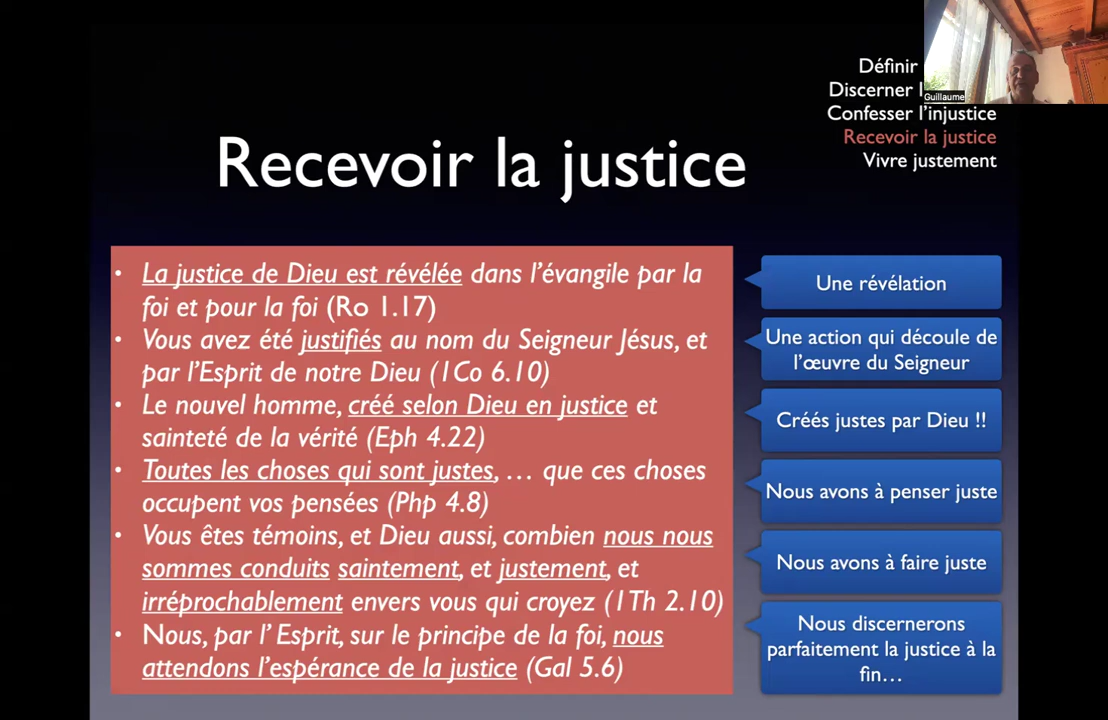 Définir
Discerner l
Guillaume
Confesser l'injustice
Recevoir la justice
Vivre justement
Recevoir la justice
• La justice de Dieu est révélée dans l'évangile par la
foi et pour la foi (Ro 1.17)
• Vous avez été justifiés au nom du Seigneur Jésus, et
par l'Esprit de notre Dieu (1Co 6.10)
• Le nouvel homme, créé selon Dieu en justice et
sainteté de la vérité (Eph 4.22)
• Toutes les choses qui sont justes, … que ces choses
occupent vos pensées (Php 4.8)
• Vous êtes témoins, et Dieu aussi, combien nous nous
sommes conduits saintement, et justement, et
irréprochablement envers vous qui croyez (1Th 2.10)
• Nous, par l' Esprit, sur le principe de la foi, nous
attendons l'espérance de la justice (Gal 5.6)
Une révélation
Une action qui découle de
l'œuvre du Seigneur
Créés justes par Dieu !!
Nous avons à penser juste
Nous avons à faire juste
Nous discernerons
parfaitement la justice à la
fin…